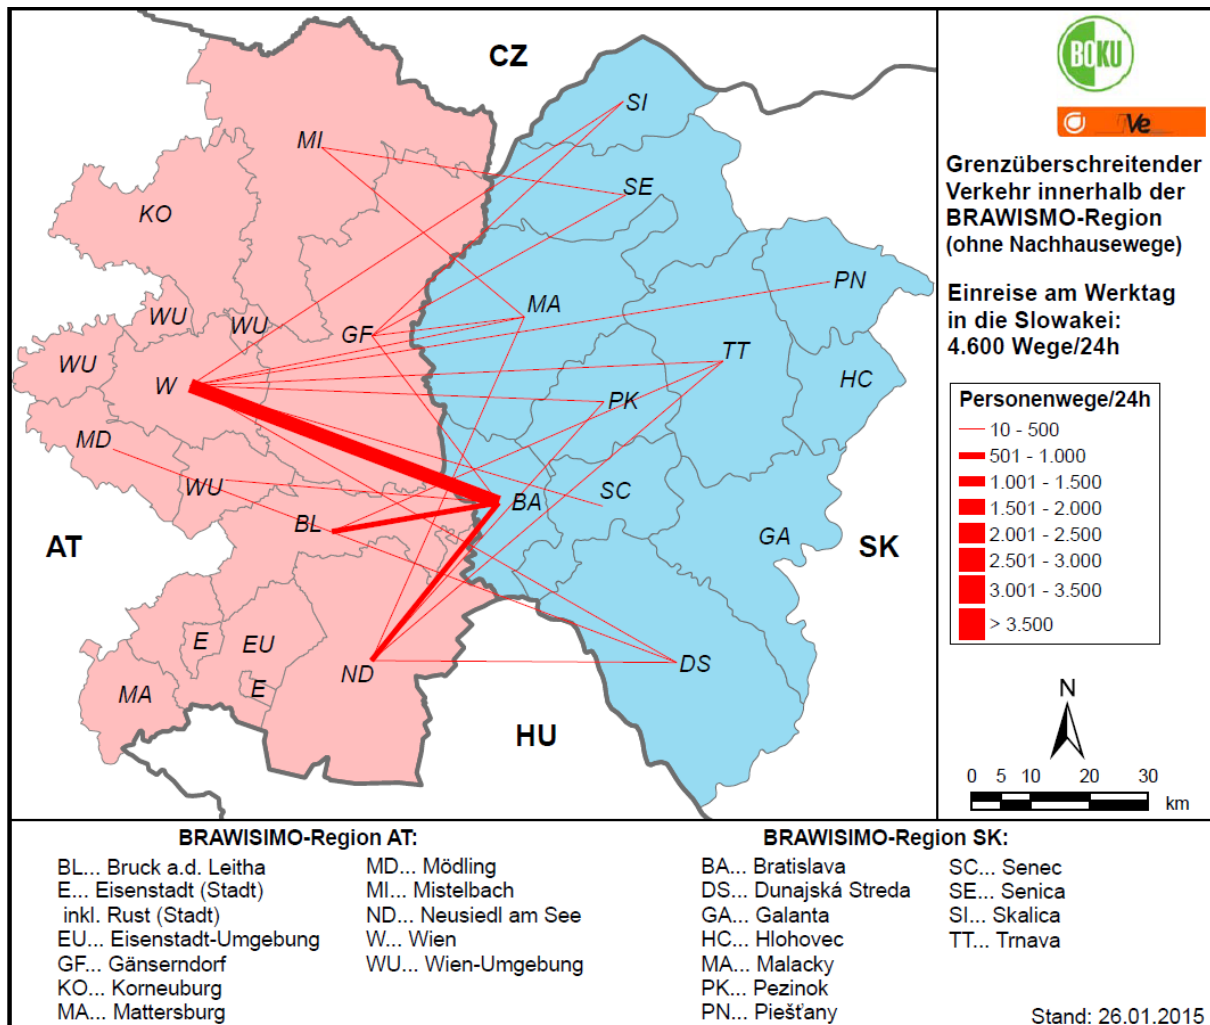 CZ
SI
MI
SE
KO
PN
MA
WU
WU
GF
TT
WU
HC
W
PK
MD
WU
SC
BA
BL
GA
AT
SK
E
EU
ND
E
MA
DS
HU
BOKU
iVe
Grenzüberschreitender
Verkehr innerhalb der
BRAWISMO-Region
(ohne Nachhausewege)
Einreise am Werktag
in die Slowakei:
4.600 Wege/24h
Personenwege/24h
10 - 500
501 - 1.000
1.001 - 1.500
1.501 - 2.000
2.001 - 2.500
2.501 - 3.000
3.001 - 3.500
> 3.500
N
0 5 10 20 30
km
BRAWISIMO-Region AT:
BL... Bruck a.d. Leitha
E... Eisenstadt (Stadt)
inkl. Rust (Stadt)
EU... Eisenstadt-Umgebung
GF... Gänserndorf
KO... Korneuburg
MA... Mattersburg
MD... Mödling
MI... Mistelbach
ND... Neusiedl am See
W... Wien
WU... Wien-Umgebung
BRAWISIMO-Region SK:
BA... Bratislava
DS... Dunajská Streda
GA... Galanta
HC... Hlohovec
MA... Malacky
PK... Pezinok
PN... Piešťany
SC... Senec
SE... Senica
SI... Skalica
TT... Trnava
Stand: 26.01.2015